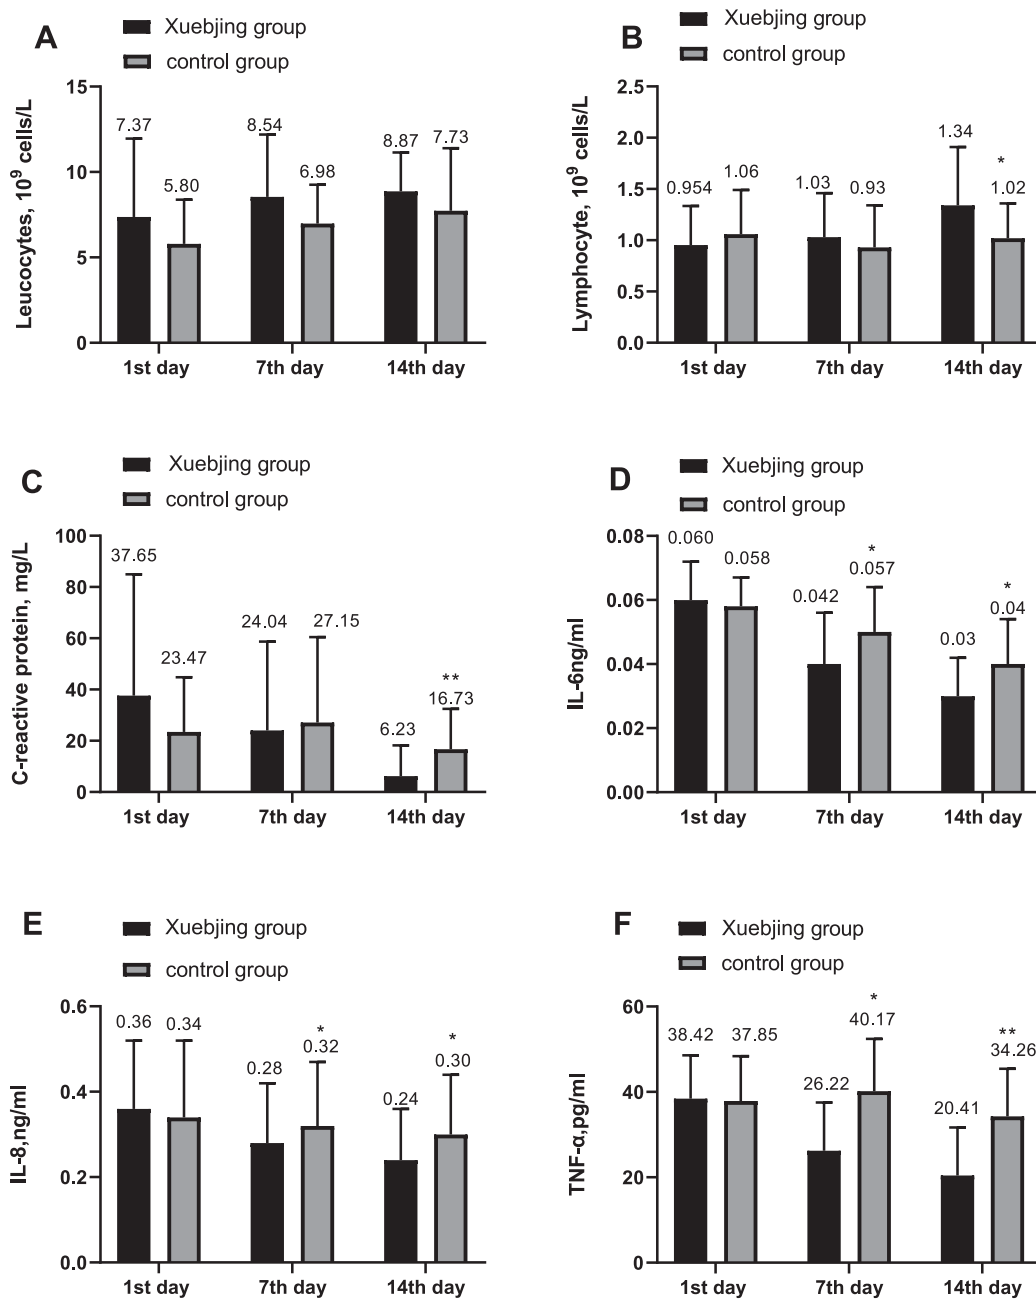 A
Xuebjing group
control group
Leucocytes, 10⁹ cells/L
15
10
5
0
7.37
5.80
8.54
6.98
8.87
7.73
1st day
7th day
14th day
B
Xuebjing group
control group
Lymphocyte, 10⁹ cells/L
2.5
2.0
1.5
1.0
0.5
0.0
0.954
1.06
1.03
0.93
1.34
*
1.02
1st day
7th day
14th day
C
Xuebjing group
control group
C-reactive protein, mg/L
100
80
60
40
20
0
37.65
23.47
24.04
27.15
6.23
**
16.73
1st day
7th day
14th day
D
Xuebjing group
control group
IL-6ng/ml
0.08
0.06
0.04
0.02
0.00
0.060
0.058
0.042
*
0.057
0.03
*
0.04
1st day
7th day
14th day
E
Xuebjing group
control group
IL-8,ng/ml
0.6
0.4
0.2
0.0
0.36
0.34
0.28
*
0.32
0.24
*
0.30
1st day
7th day
14th day
F
Xuebjing group
control group
TNF-α,pg/ml
60
40
20
0
38.42
37.85
26.22
*
40.17
20.41
**
34.26
1st day
7th day
14th day